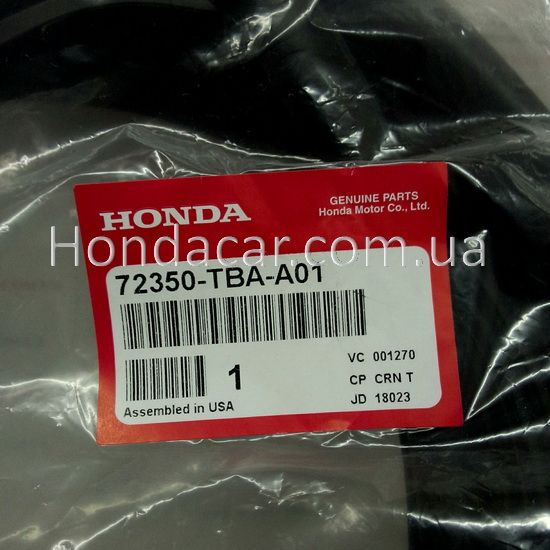 HONDA
GENUINE PARTS
Honda Motor Co., Ltd.
Hondacar.com.ua
72350-TBA-A01
1
VC 001270
CP CRN T
JD 18023
Assembled in USA